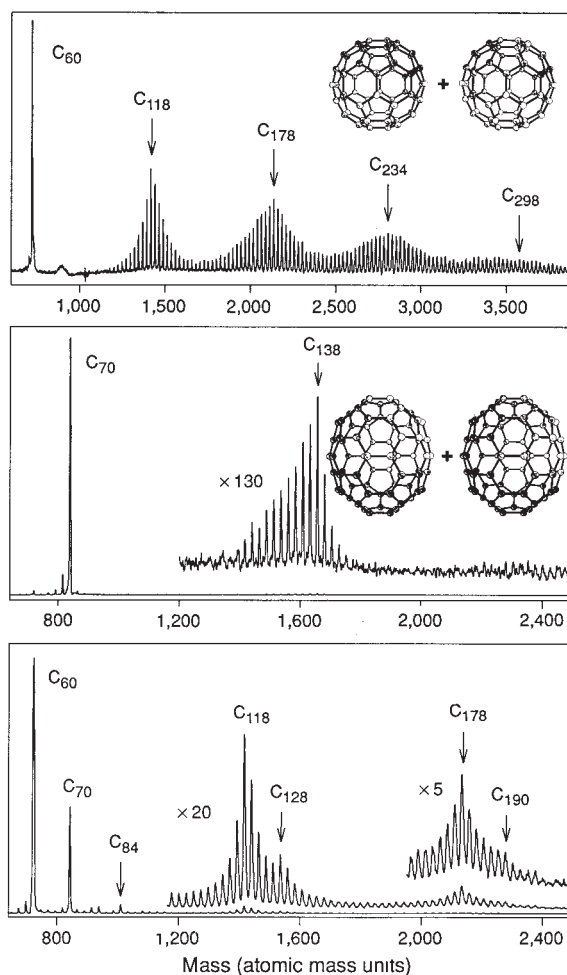 C60
C118
C178
C234
C298
+
1,000 1,500 2,000 2,500 3,000 3,500
C70
C138
× 130
+
800 1,200 1,600 2,000 2,400
C60
C70
C84
× 20
C118
C128
× 5
C178
C190
800 1,200 1,600 2,000 2,400
Mass (atomic mass units)